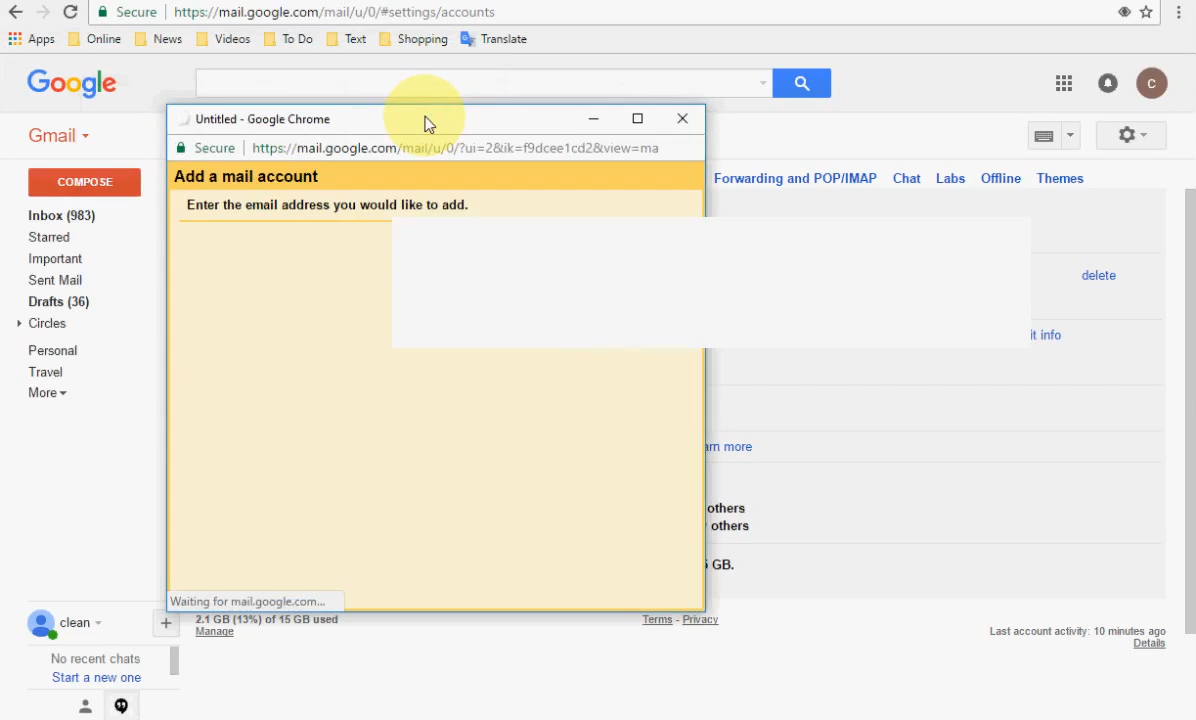 Secure https://mail.google.com/mail/u/0/#settings/accounts
Apps Online News Videos To Do Text Shopping Translate
Google
C
Untitled - Google Chrome
Secure https://mail.google.com/mail/u/0/?ui=2&ik=f9dcee1cd2&view=ma
Add a mail account
Enter the email address you would like to add.
Waiting for mail.google.com...
Gmail
Forwarding and POP/IMAP Chat Labs Offline Themes
COMPOSE
Inbox (983)
Starred
Important
Sent Mail
Drafts (36)
Circles
Personal
Travel
More
delete
it info
arn more
others
others
GB.
clean
No recent chats
Start a new one
2.1 GB (13%) of 15 GB used
Manage
Terms - Privacy
Last account activity: 10 minutes ago
Details